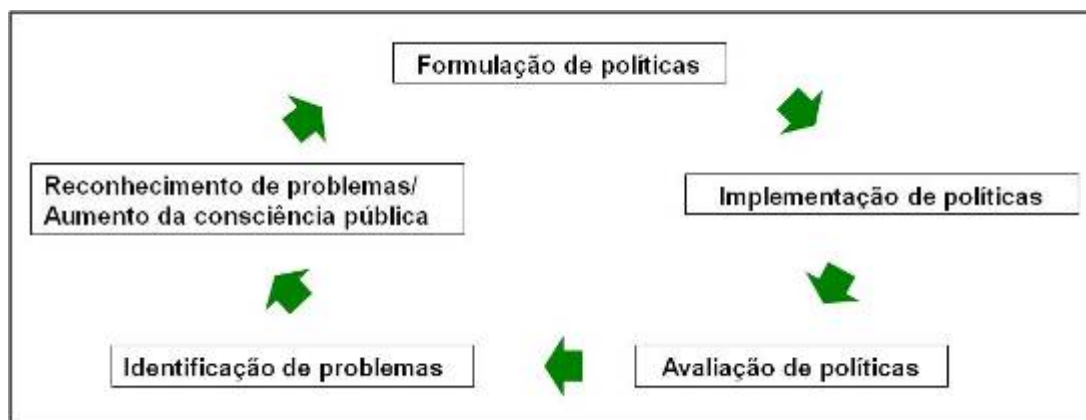 Formulação de políticas
Reconhecimento de problemas/
Aumento da consciência pública
Implementação de políticas
Identificação de problemas
Avaliação de políticas